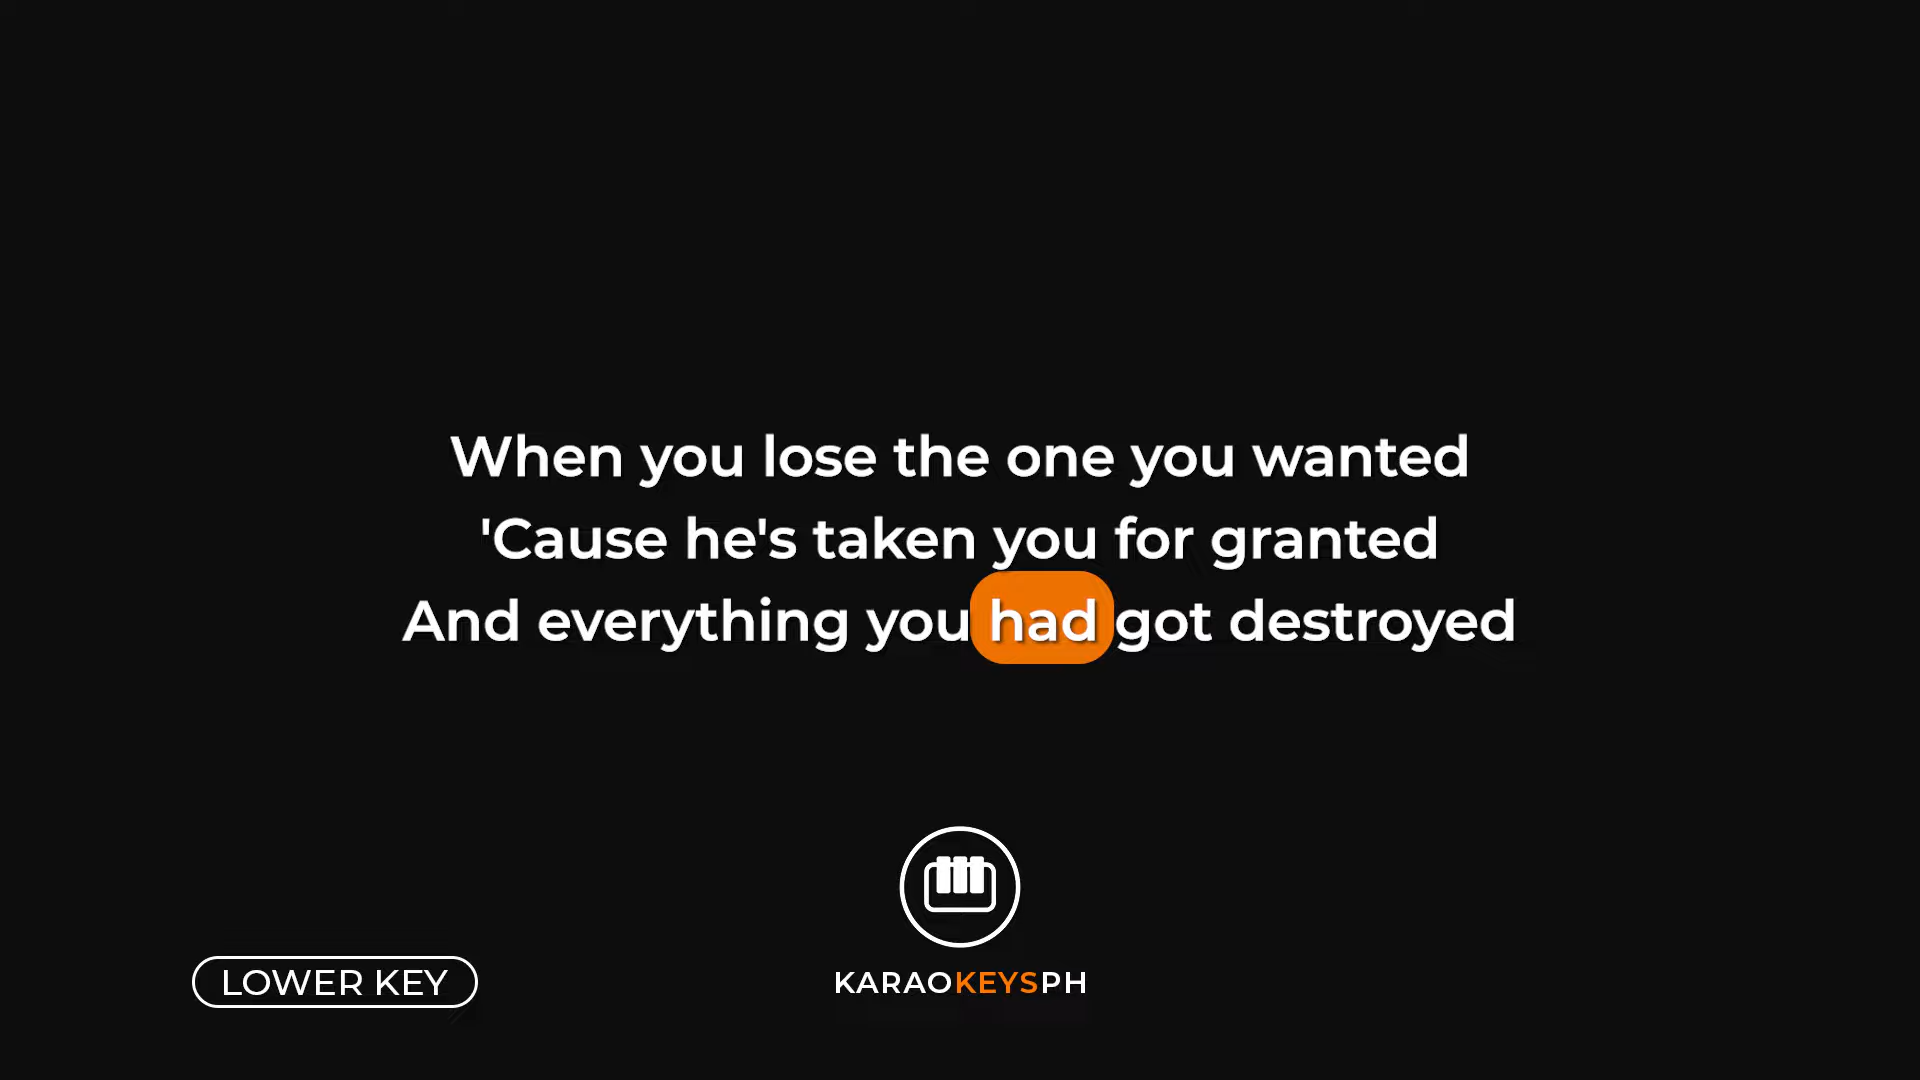 When you lose the one you wanted
'Cause he's taken you for granted
And everything you had got destroyed
LOWER KEY
KARAOKEYSPH